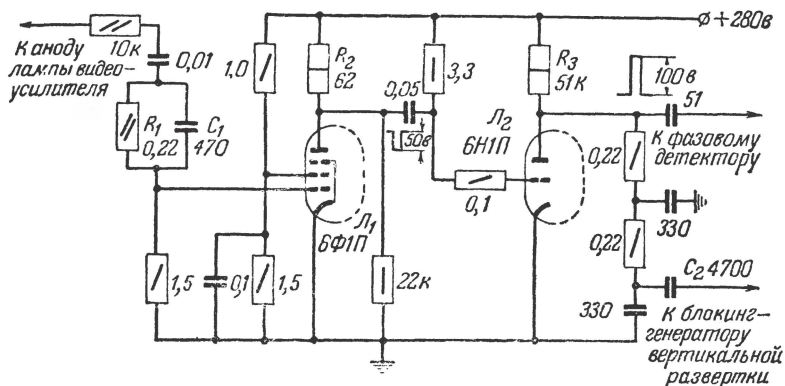 К аноду
лампы видео-
усилителя
10к
0,01
R₁
0,22
C₁
470
1,5
0,1
1,0
1,5
R₂
62
Л₁
6Ф1П
0,05
50в
22к
3,3
0,1
Л₂
6Н1П
R₃
51к
+280в
100 в
51
К фазовому
детектору
0,22
330
0,22
C₂ 4700
330
К блокинг-
генератору
вертикальной
развертки